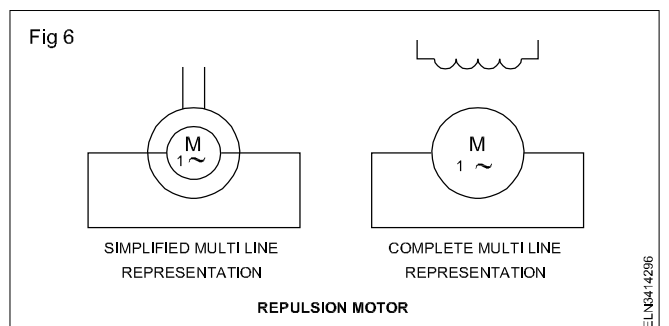 Fig 6
M
1 ~
M
1 ~
SIMPLIFIED MULTI LINE
REPRESENTATION
COMPLETE MULTI LINE
REPRESENTATION
REPULSION MOTOR
ELN3414296